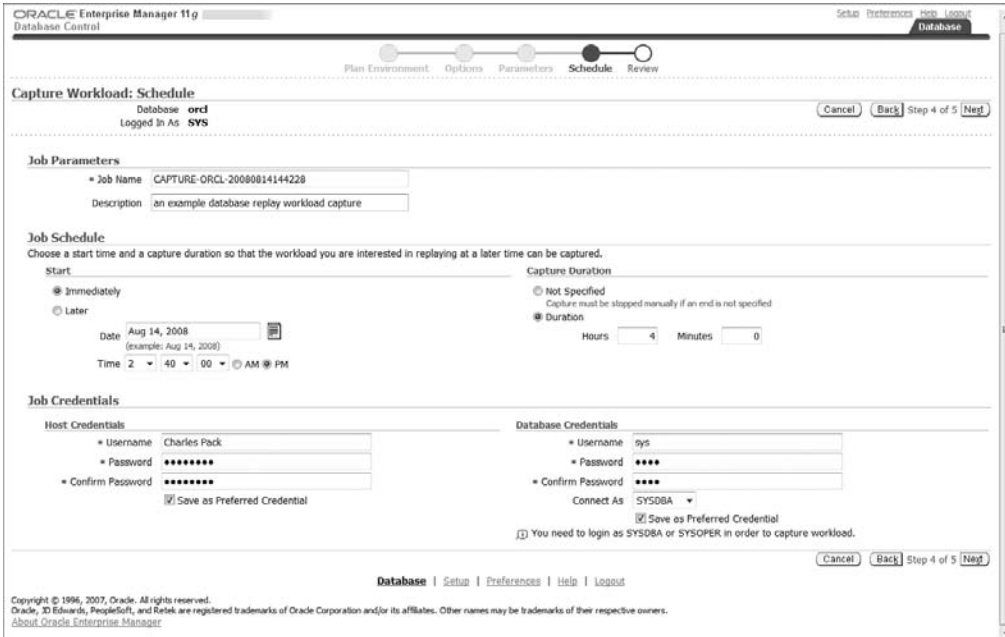 ORACLE Enterprise Manager 11g
Database Control
Setup Preferences Help Logout
Database
Plan Environment Options Parameters Schedule Review
Capture Workload: Schedule
Database orcl
Logged In As SYS
Cancel Back Step 4 of 5 Next
Job Parameters
* Job Name CAPTURE-ORCL-20080814144228
Description an example database replay workload capture
Job Schedule
Choose a start time and a capture duration so that the workload you are interested in replaying at a later time can be captured.
Start
Immediately
Later
Date Aug 14, 2008
(example: Aug 14, 2008)
Time 2 40 00 AM PM
Capture Duration
Not Specified
Capture must be stopped manually if an end is not specified
Duration
Hours 4 Minutes 0
Job Credentials
Host Credentials
* Username Charles Pack
* Password ••••••••
* Confirm Password ••••••••
Save as Preferred Credential
Database Credentials
* Username sys
* Password ••••
* Confirm Password ••••
Connect As SYSDBA
Save as Preferred Credential
You need to login as SYSDBA or SYSOPER in order to capture workload.
Cancel Back Step 4 of 5 Next
Database | Setup | Preferences | Help | Logout
Copyright © 1996, 2007, Oracle. All rights reserved.
Oracle, JD Edwards, PeopleSoft, and Retek are registered trademarks of Oracle Corporation and/or its affiliates. Other names may be trademarks of their respective owners.
About Oracle Enterprise Manager